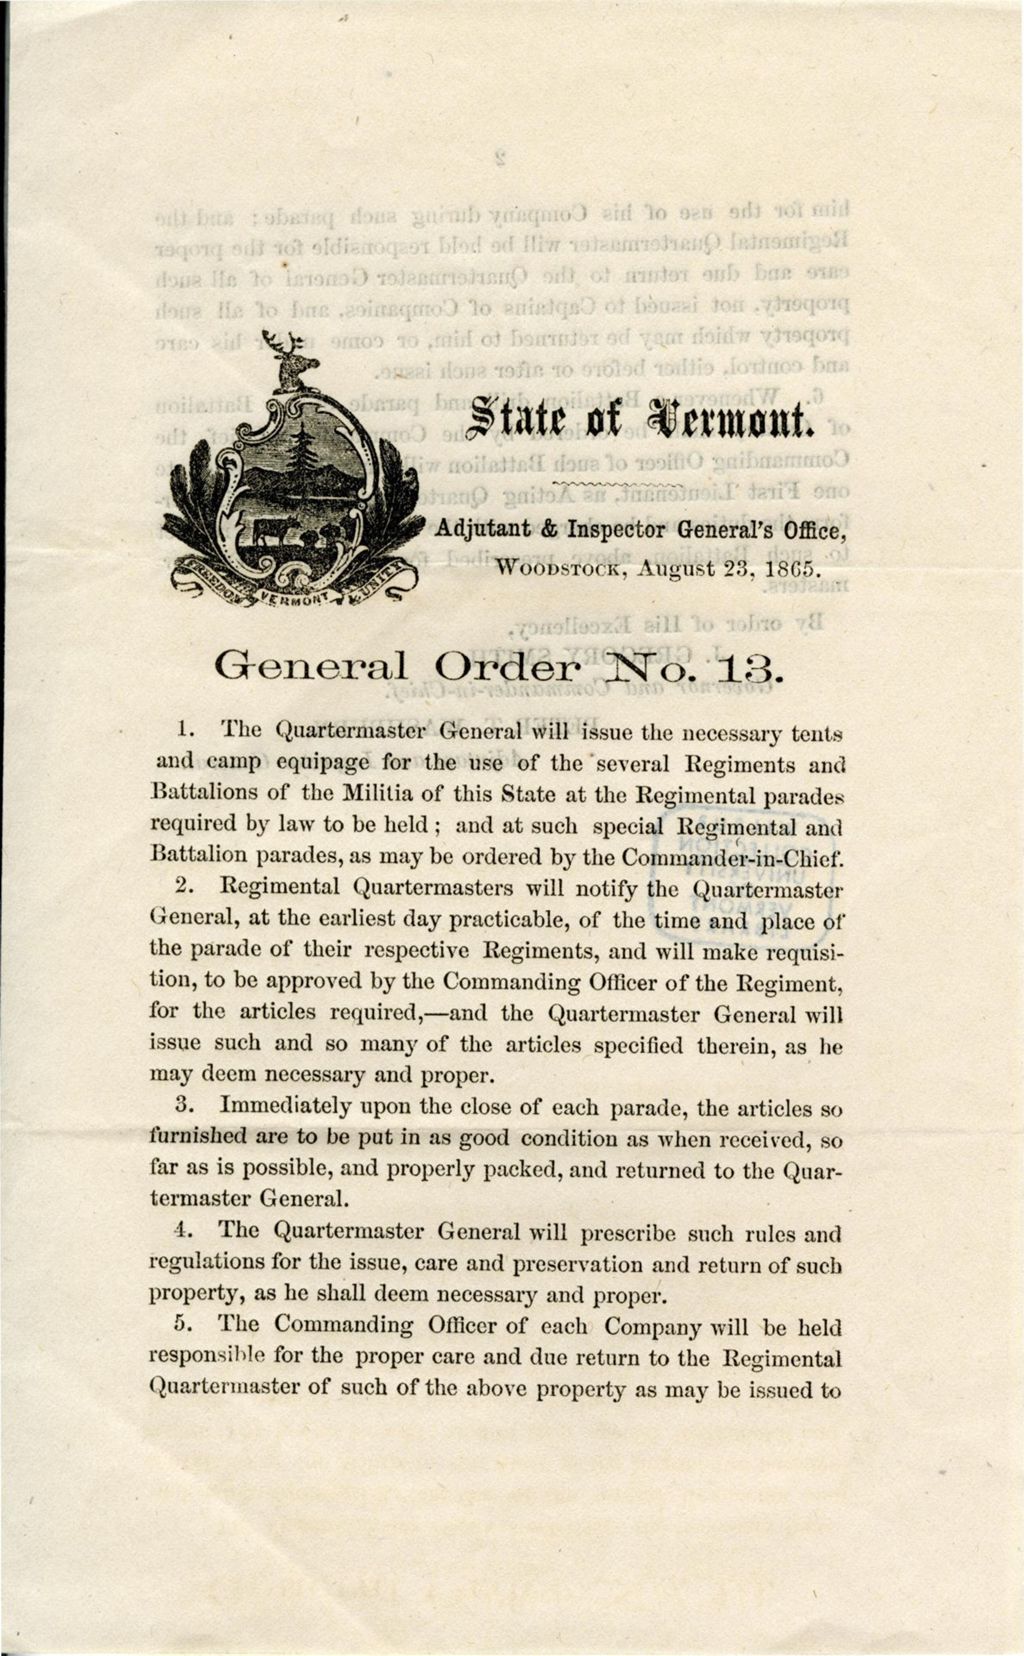 State of Vermont.
Adjutant & Inspector General's Office,
Woodstock, August 23, 1865.
FREEDOM VERMONT & UNITY
General Order No. 13.
1. The Quartermaster General will issue the necessary tents
and camp equipage for the use of the several Regiments and
Battalions of the Militia of this State at the Regimental parades
required by law to be held ; and at such special Regimental and
Battalion parades, as may be ordered by the Commander-in-Chief.
2. Regimental Quartermasters will notify the Quartermaster
General, at the earliest day practicable, of the time and place of
the parade of their respective Regiments, and will make requisi-
tion, to be approved by the Commanding Officer of the Regiment,
for the articles required,—and the Quartermaster General will
issue such and so many of the articles specified therein, as he
may deem necessary and proper.
3. Immediately upon the close of each parade, the articles so
furnished are to be put in as good condition as when received, so
far as is possible, and properly packed, and returned to the Quar-
termaster General.
4. The Quartermaster General will prescribe such rules and
regulations for the issue, care and preservation and return of such
property, as he shall deem necessary and proper.
5. The Commanding Officer of each Company will be held
responsible for the proper care and due return to the Regimental
Quartermaster of such of the above property as may be issued to